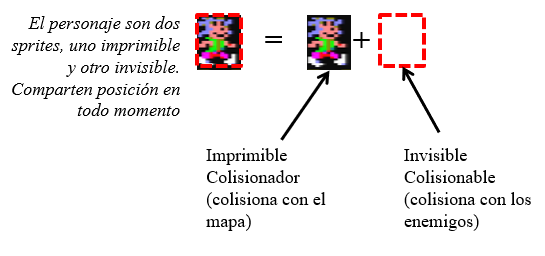 El personaje son dos
sprites, uno imprimible
y otro invisible.
Comparten posición en
todo momento
=
+
Imprimible
Colisionador
(colisiona con el
mapa)
Invisible
Colisionable
(colisiona con los
enemigos)